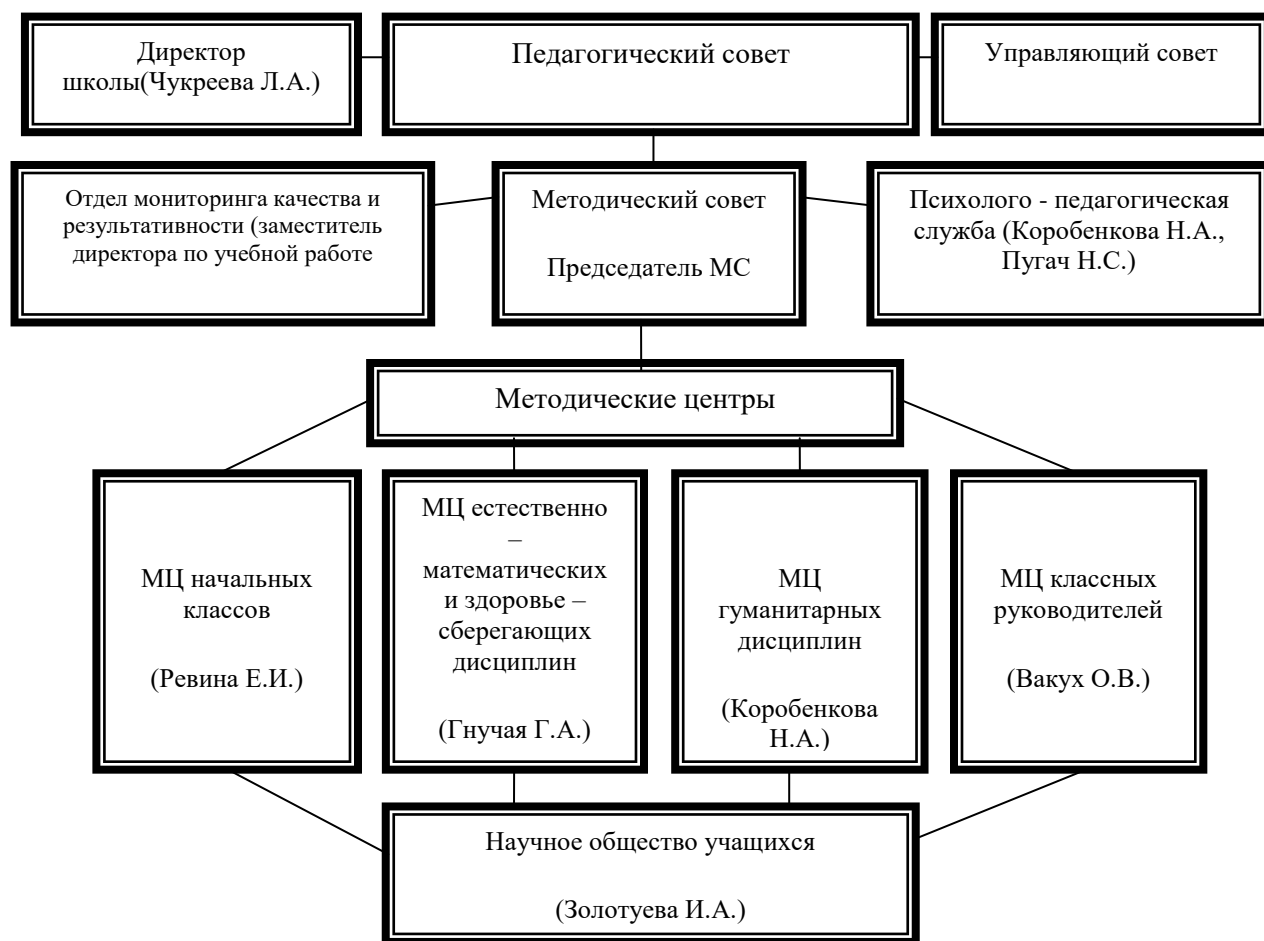 Директор
школы(Чукреева Л.А.)
Педагогический совет
Управляющий совет
Отдел мониторинга качества и
результативности (заместитель
директора по учебной работе
Методический совет
Председатель МС
Психолого - педагогическая
служба (Коробенкова Н.А.,
Пугач Н.С.)
Методические центры
МЦ начальных
классов
(Ревина Е.И.)
МЦ естественно
–
математических
и здоровье –
сберегающих
дисциплин
(Гнучая Г.А.)
МЦ
гуманитарных
дисциплин
(Коробенкова
Н.А.)
МЦ классных
руководителей
(Вакух О.В.)
Научное общество учащихся
(Золотуева И.А.)